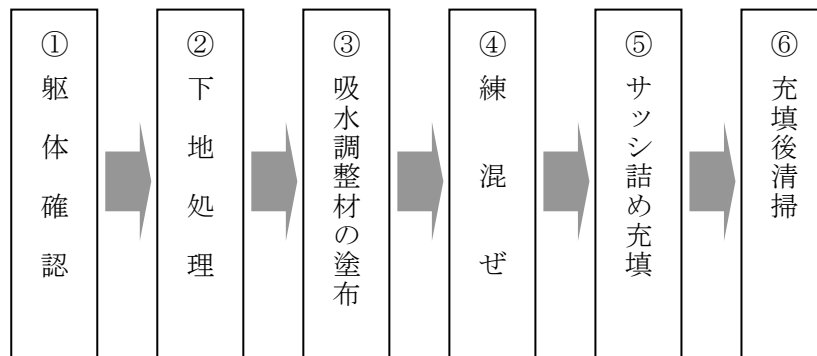 ①躯体確認
②下地処理
③吸水調整材の塗布
④練混ぜ
⑤サッシ詰め充填
⑥充填後清掃